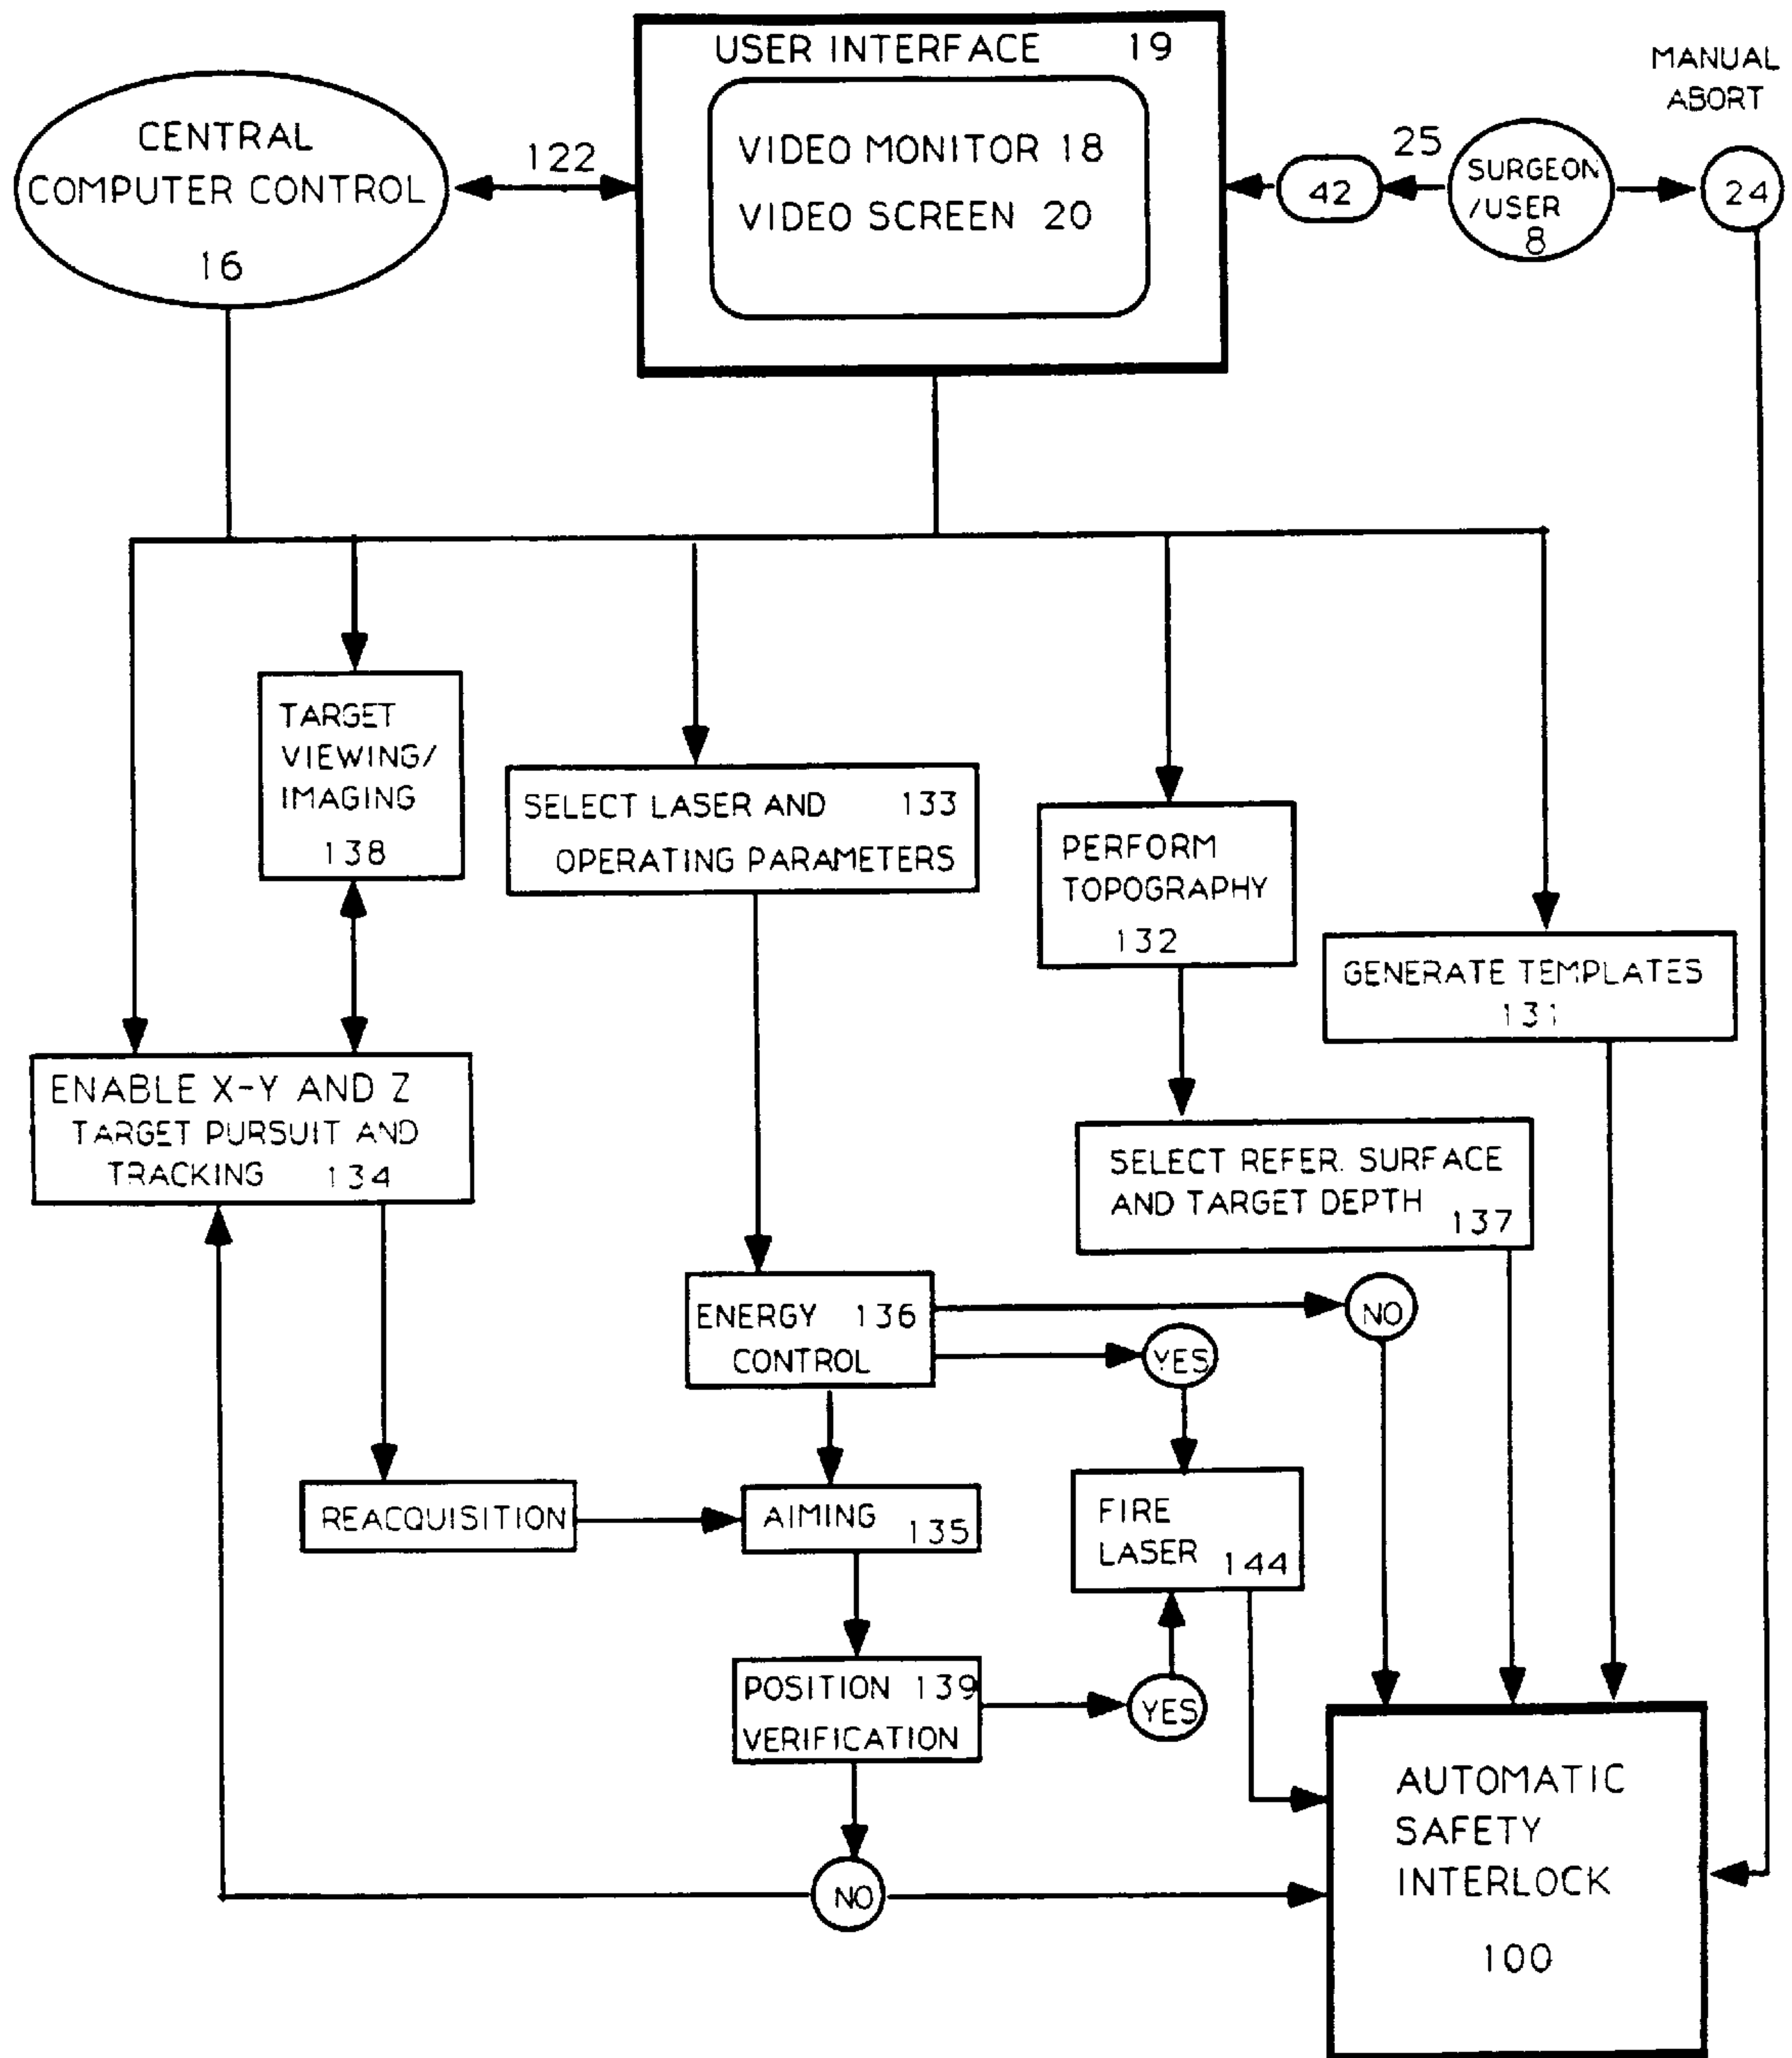 USER INTERFACE 19
VIDEO MONITOR 18
VIDEO SCREEN 20
CENTRAL
COMPUTER CONTROL
16
122
42
25
SURGEON
/USER
8
MANUAL
ABORT
24
TARGET
VIEWING/
IMAGING
138
SELECT LASER AND 133
OPERATING PARAMETERS
PERFORM
TOPOGRAPHY
132
GENERATE TEMPLATES
131
ENABLE X-Y AND Z
TARGET PURSUIT AND
TRACKING 134
SELECT REFER. SURFACE
AND TARGET DEPTH
137
ENERGY 136
CONTROL
NO
YES
REACQUISITION
AIMING
135
FIRE
LASER 144
POSITION 139
VERIFICATION
YES
NO
AUTOMATIC
SAFETY
INTERLOCK
100